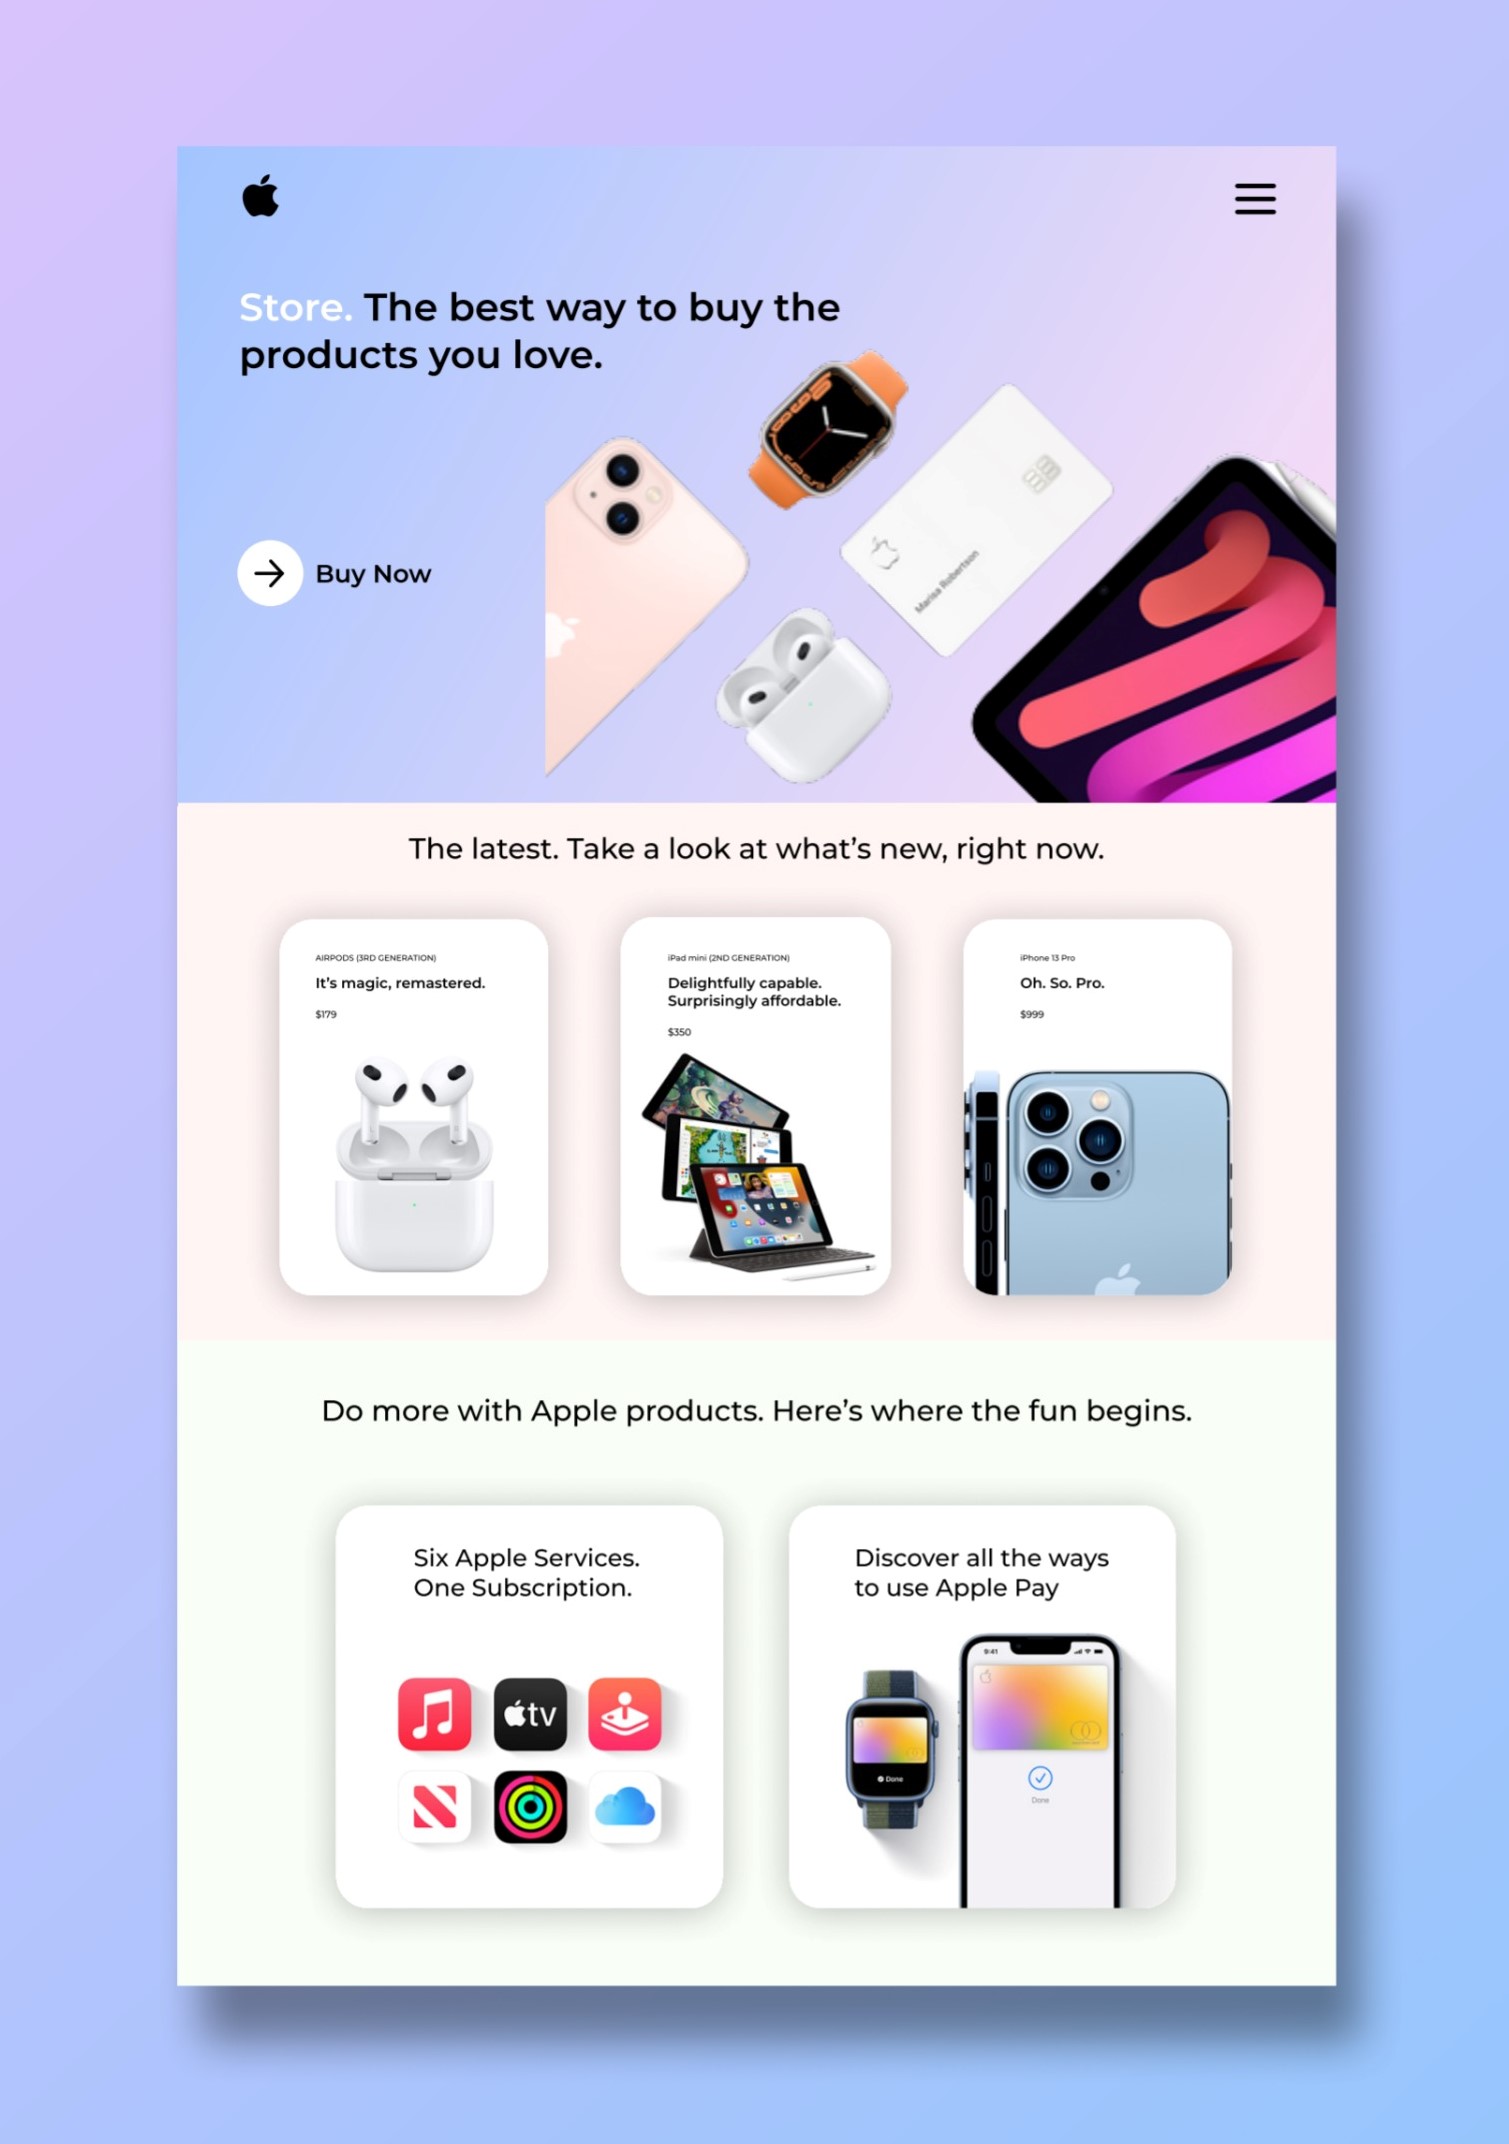 Store. The best way to buy the
products you love.
Marisa Robertson
Buy Now
The latest. Take a look at what's new, right now.
AIRPODS (3RD GENERATION)
It's magic, remastered.
$179
iPad mini (2ND GENERATION)
Delightfully capable.
Surprisingly affordable.
$350
iPhone 13 Pro
Oh. So. Pro.
$999
Do more with Apple products. Here's where the fun begins.
Six Apple Services.
One Subscription.
tv
Discover all the ways
to use Apple Pay
9:41
Done
Done